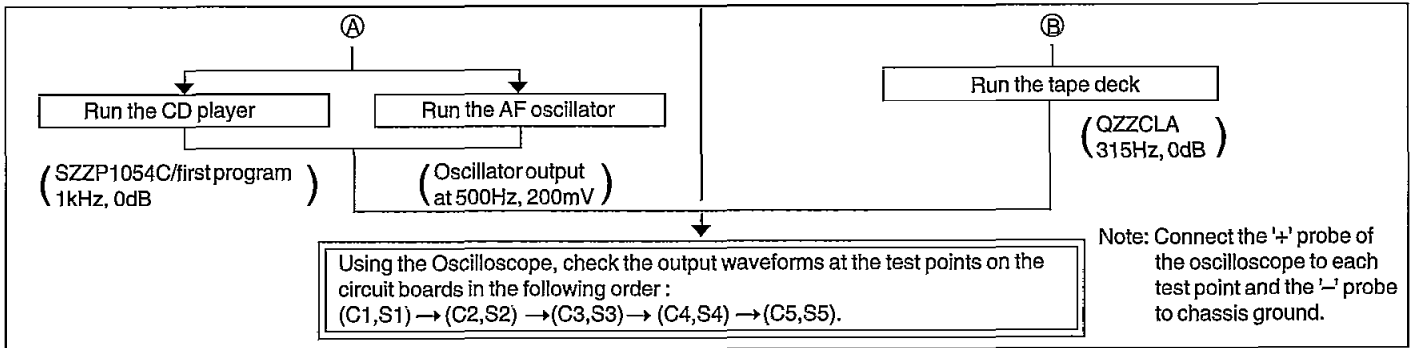 Ⓐ
Run the CD player
Run the AF oscillator
(SZZP1054C/first program
1kHz, 0dB)
(Oscillator output
at 500Hz, 200mV)
Ⓑ
Run the tape deck
(QZZCLA
315Hz, 0dB)
Using the Oscilloscope, check the output waveforms at the test points on the
circuit boards in the following order :
(C1,S1) → (C2,S2) → (C3,S3) → (C4,S4) → (C5,S5).
Note: Connect the '+' probe of
the oscilloscope to each
test point and the '–' probe
to chassis ground.